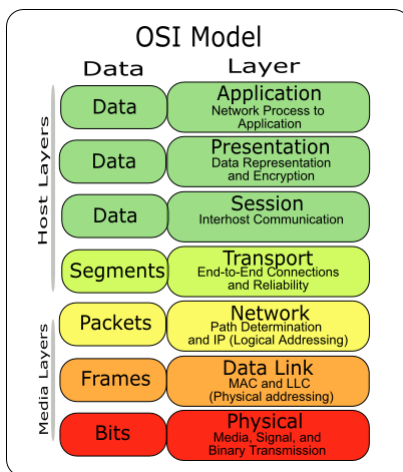 OSI Model
Data Layer
Host Layers
Data
Application
Network Process to
Application
Data
Presentation
Data Representation
and Encryption
Data
Session
Interhost Communication
Segments
Transport
End-to-End Connections
and Reliability
Media Layers
Packets
Network
Path Determination
and IP (Logical Addressing)
Frames
Data Link
MAC and LLC
(Physical addressing)
Bits
Physical
Media, Signal, and
Binary Transmission